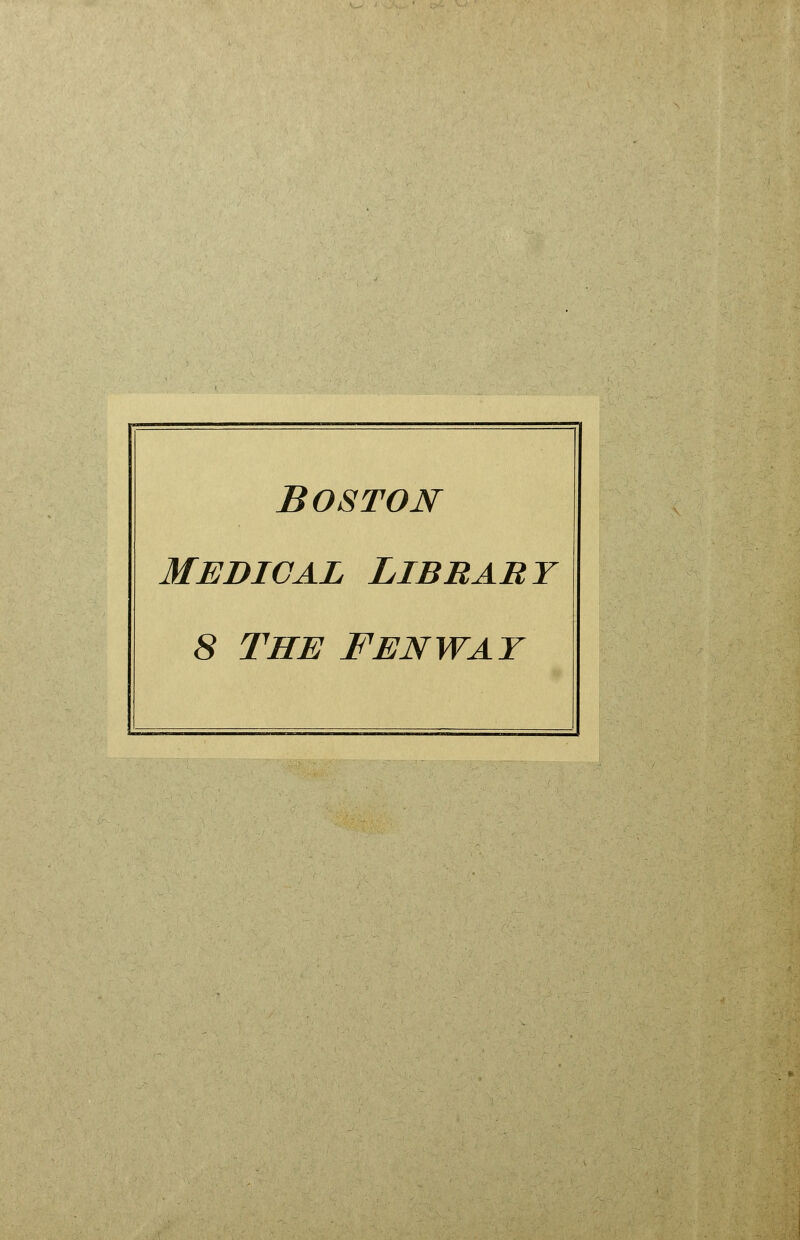 BOSTON
MEDICAL LIBRARY
8 THE FENWAY